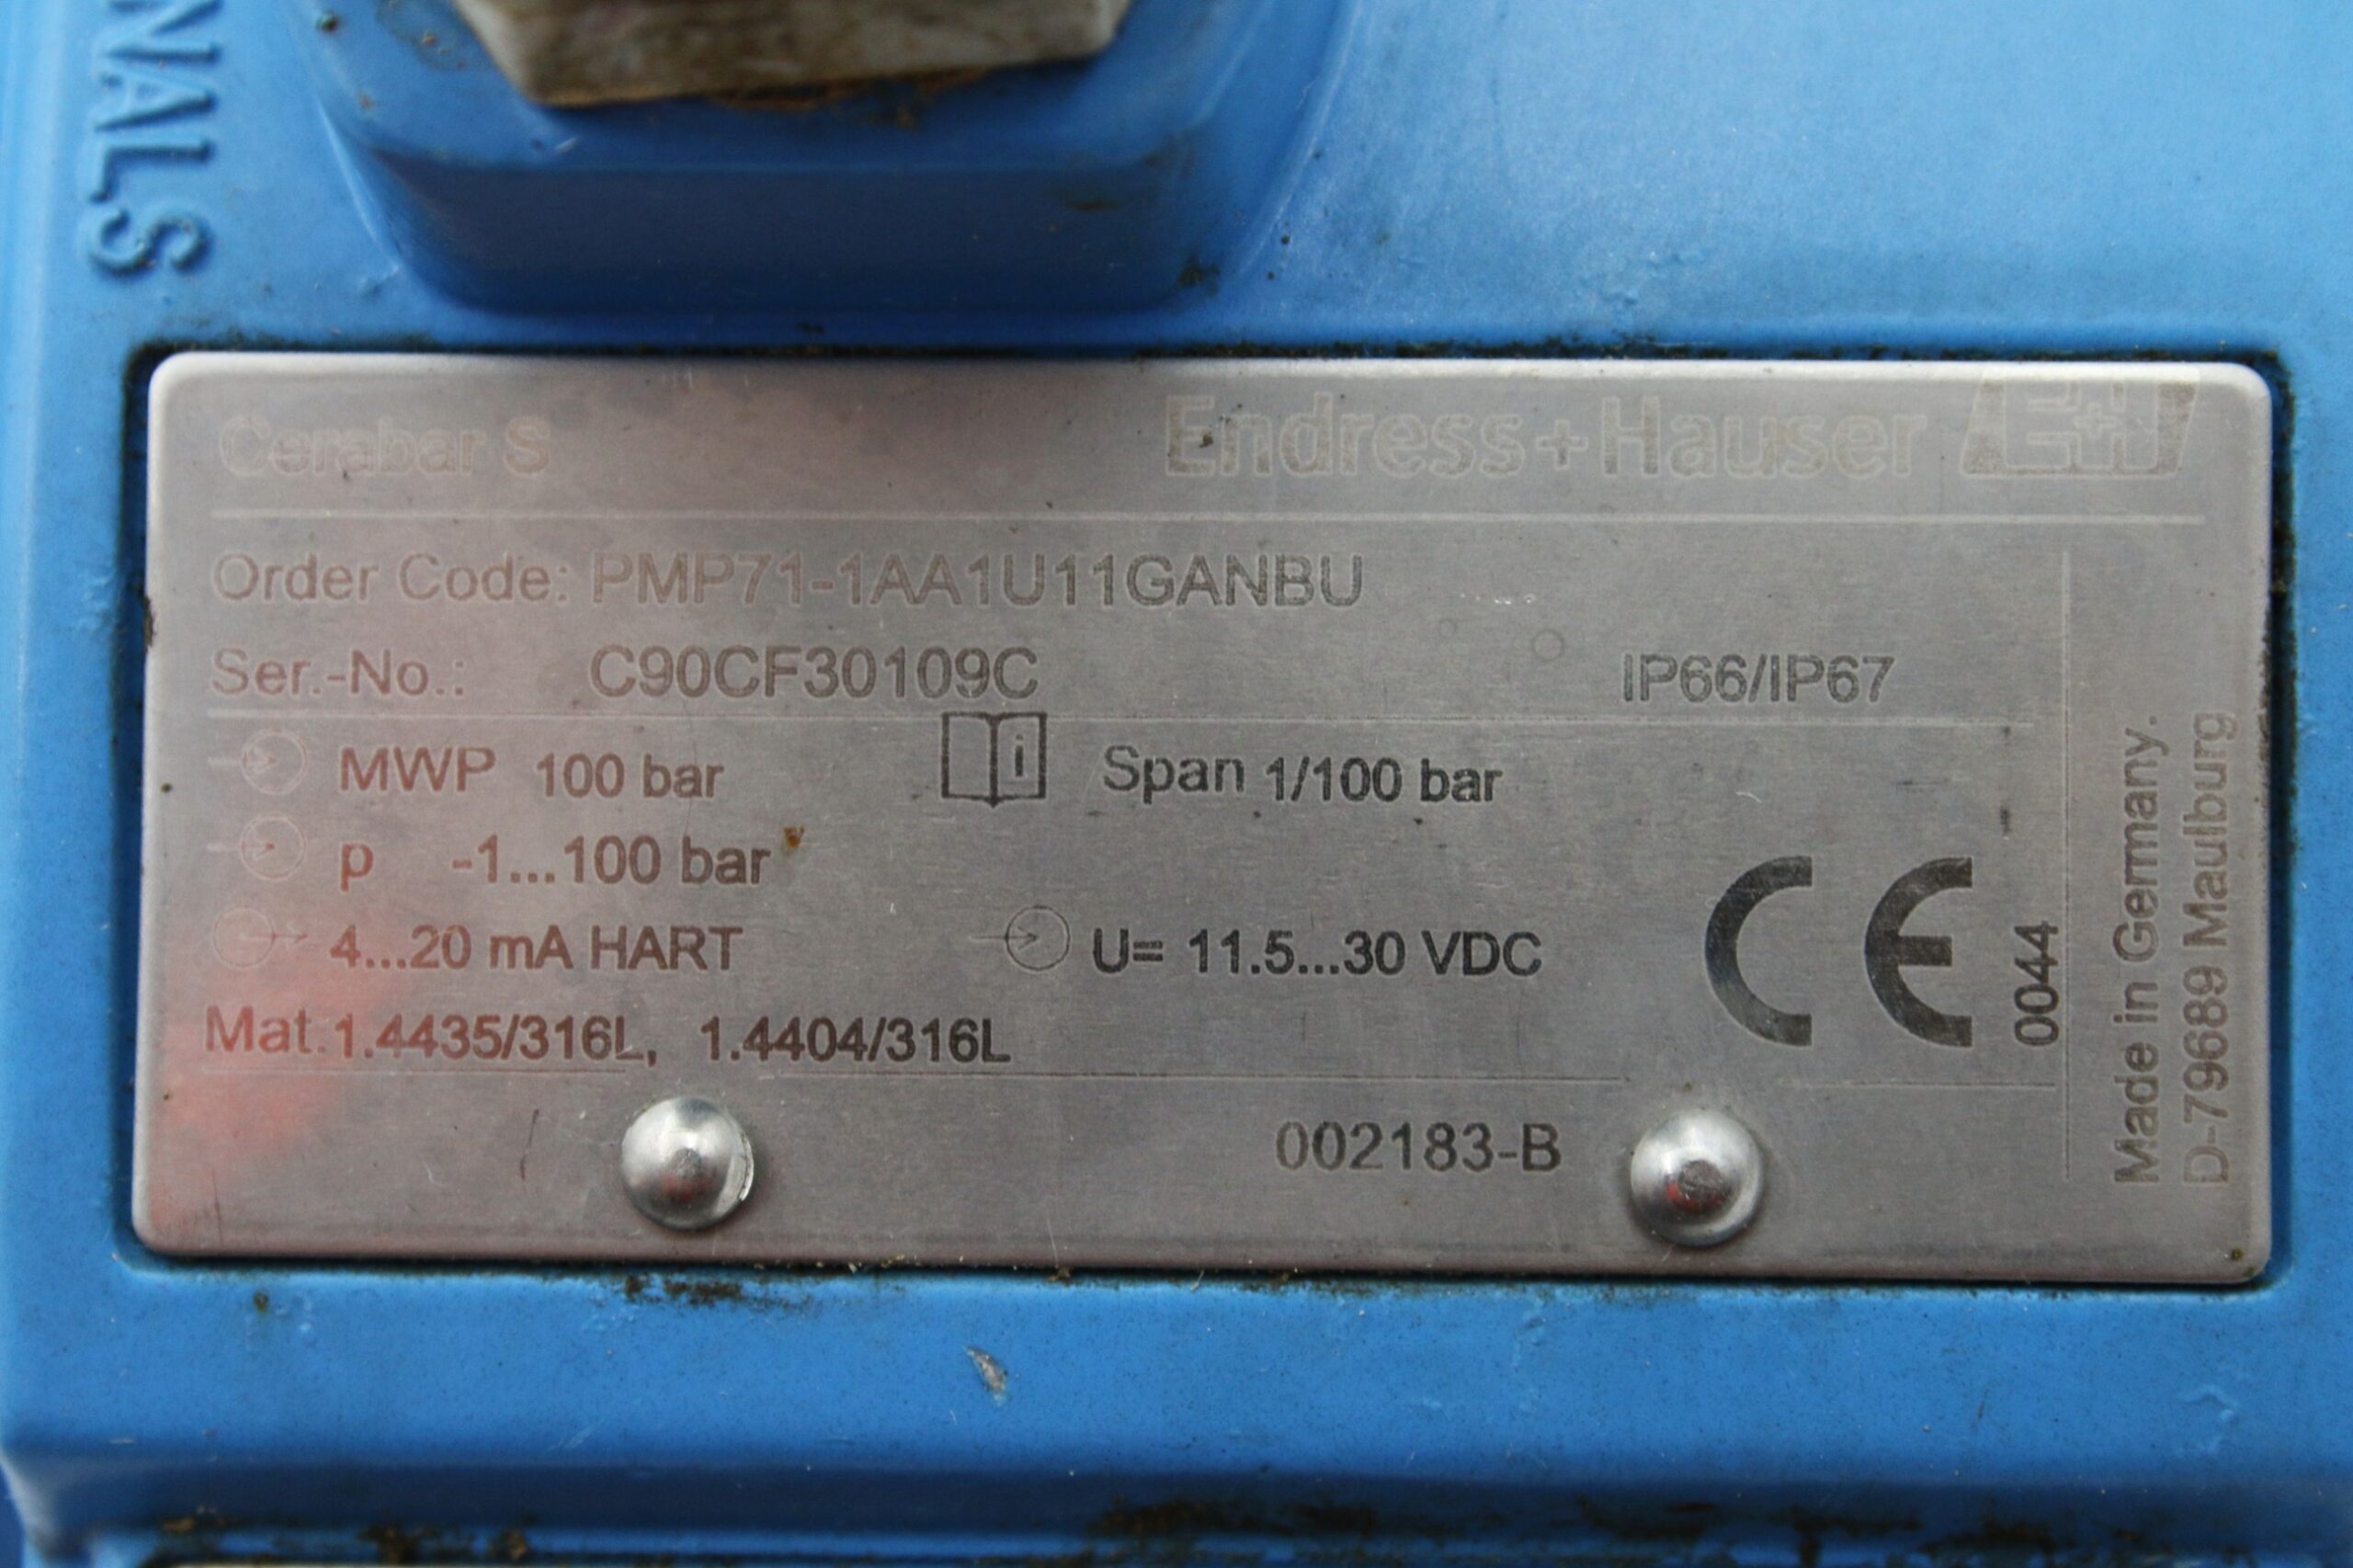 NALS
Cerabar S
Endress+Hauser E+H
Order Code: PMP71-1AA1U11GANBU
Ser.-No.: C90CF30109C IP66/IP67
MWP 100 bar i Span 1/100 bar
p -1...100 bar
4...20 mA HART U= 11.5...30 VDC
Mat.1.4435/316L, 1.4404/316L
CE 0044
002183-B
Made in Germany.
D-79689 Maulburg